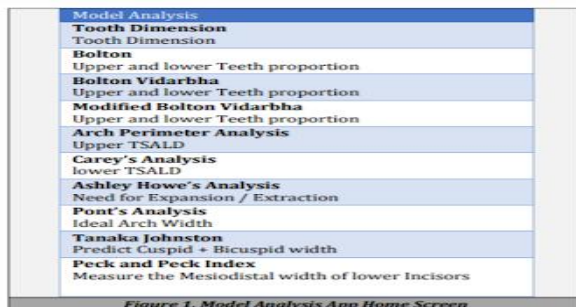 Model Analysis
Tooth Dimension
Tooth Dimension
Bolton
Upper and lower Teeth proportion
Bolton Vidarbha
Upper and lower Teeth proportion
Modified Bolton Vidarbha
Upper and lower Teeth proportion
Arch Perimeter Analysis
Upper TSALD
Carey's Analysis
lower TSALD
Ashley Howe's Analysis
Need for Expansion / Extraction
Pont's Analysis
Ideal Arch Width
Tanaka Johnston
Predict Cuspid + Bicuspid width
Peck and Peck Index
Measure the Mesiodistal width of lower Incisors
Figure 1. Model Analysis App Home Screen